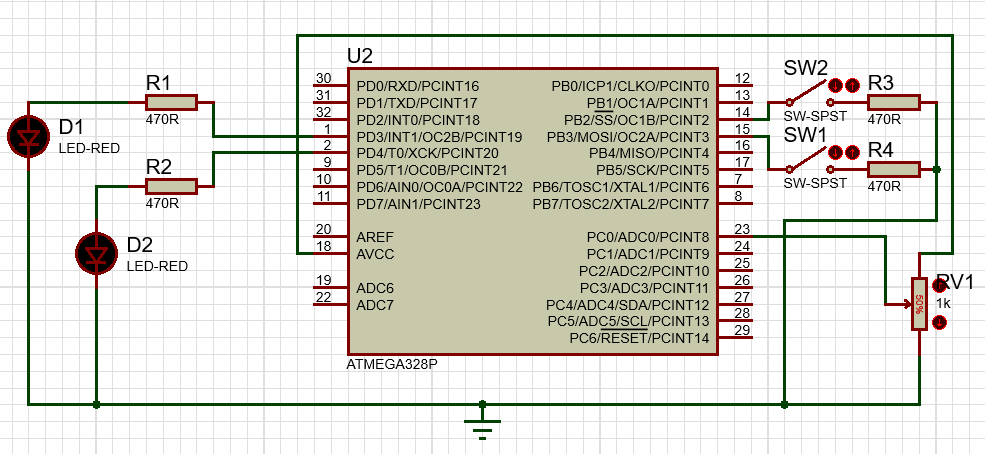 U2
R1
470R
D1
LED-RED
R2
470R
D2
LED-RED
30 PD0/RXD/PCINT16
31 PD1/TXD/PCINT17
32 PD2/INT0/PCINT18
1 PD3/INT1/OC2B/PCINT19
2 PD4/T0/XCK/PCINT20
9 PD5/T1/OC0B/PCINT21
10 PD6/AIN0/OC0A/PCINT22
11 PD7/AIN1/PCINT23
20 AREF
18 AVCC
19 ADC6
22 ADC7
PB0/ICP1/CLKO/PCINT0 12
PB1/OC1A/PCINT1 13
PB2/SS/OC1B/PCINT2 14
PB3/MOSI/OC2A/PCINT3 15
PB4/MISO/PCINT4 16
PB5/SCK/PCINT5 17
PB6/TOSC1/XTAL1/PCINT6 7
PB7/TOSC2/XTAL2/PCINT7 8
PC0/ADC0/PCINT8 23
PC1/ADC1/PCINT9 24
PC2/ADC2/PCINT10 25
PC3/ADC3/PCINT11 26
PC4/ADC4/SDA/PCINT12 27
PC5/ADC5/SCL/PCINT13 28
PC6/RESET/PCINT14 29
ATMEGA328P
SW2
SW-SPST
R3
470R
SW1
SW-SPST
R4
470R
RV1
1k
50%